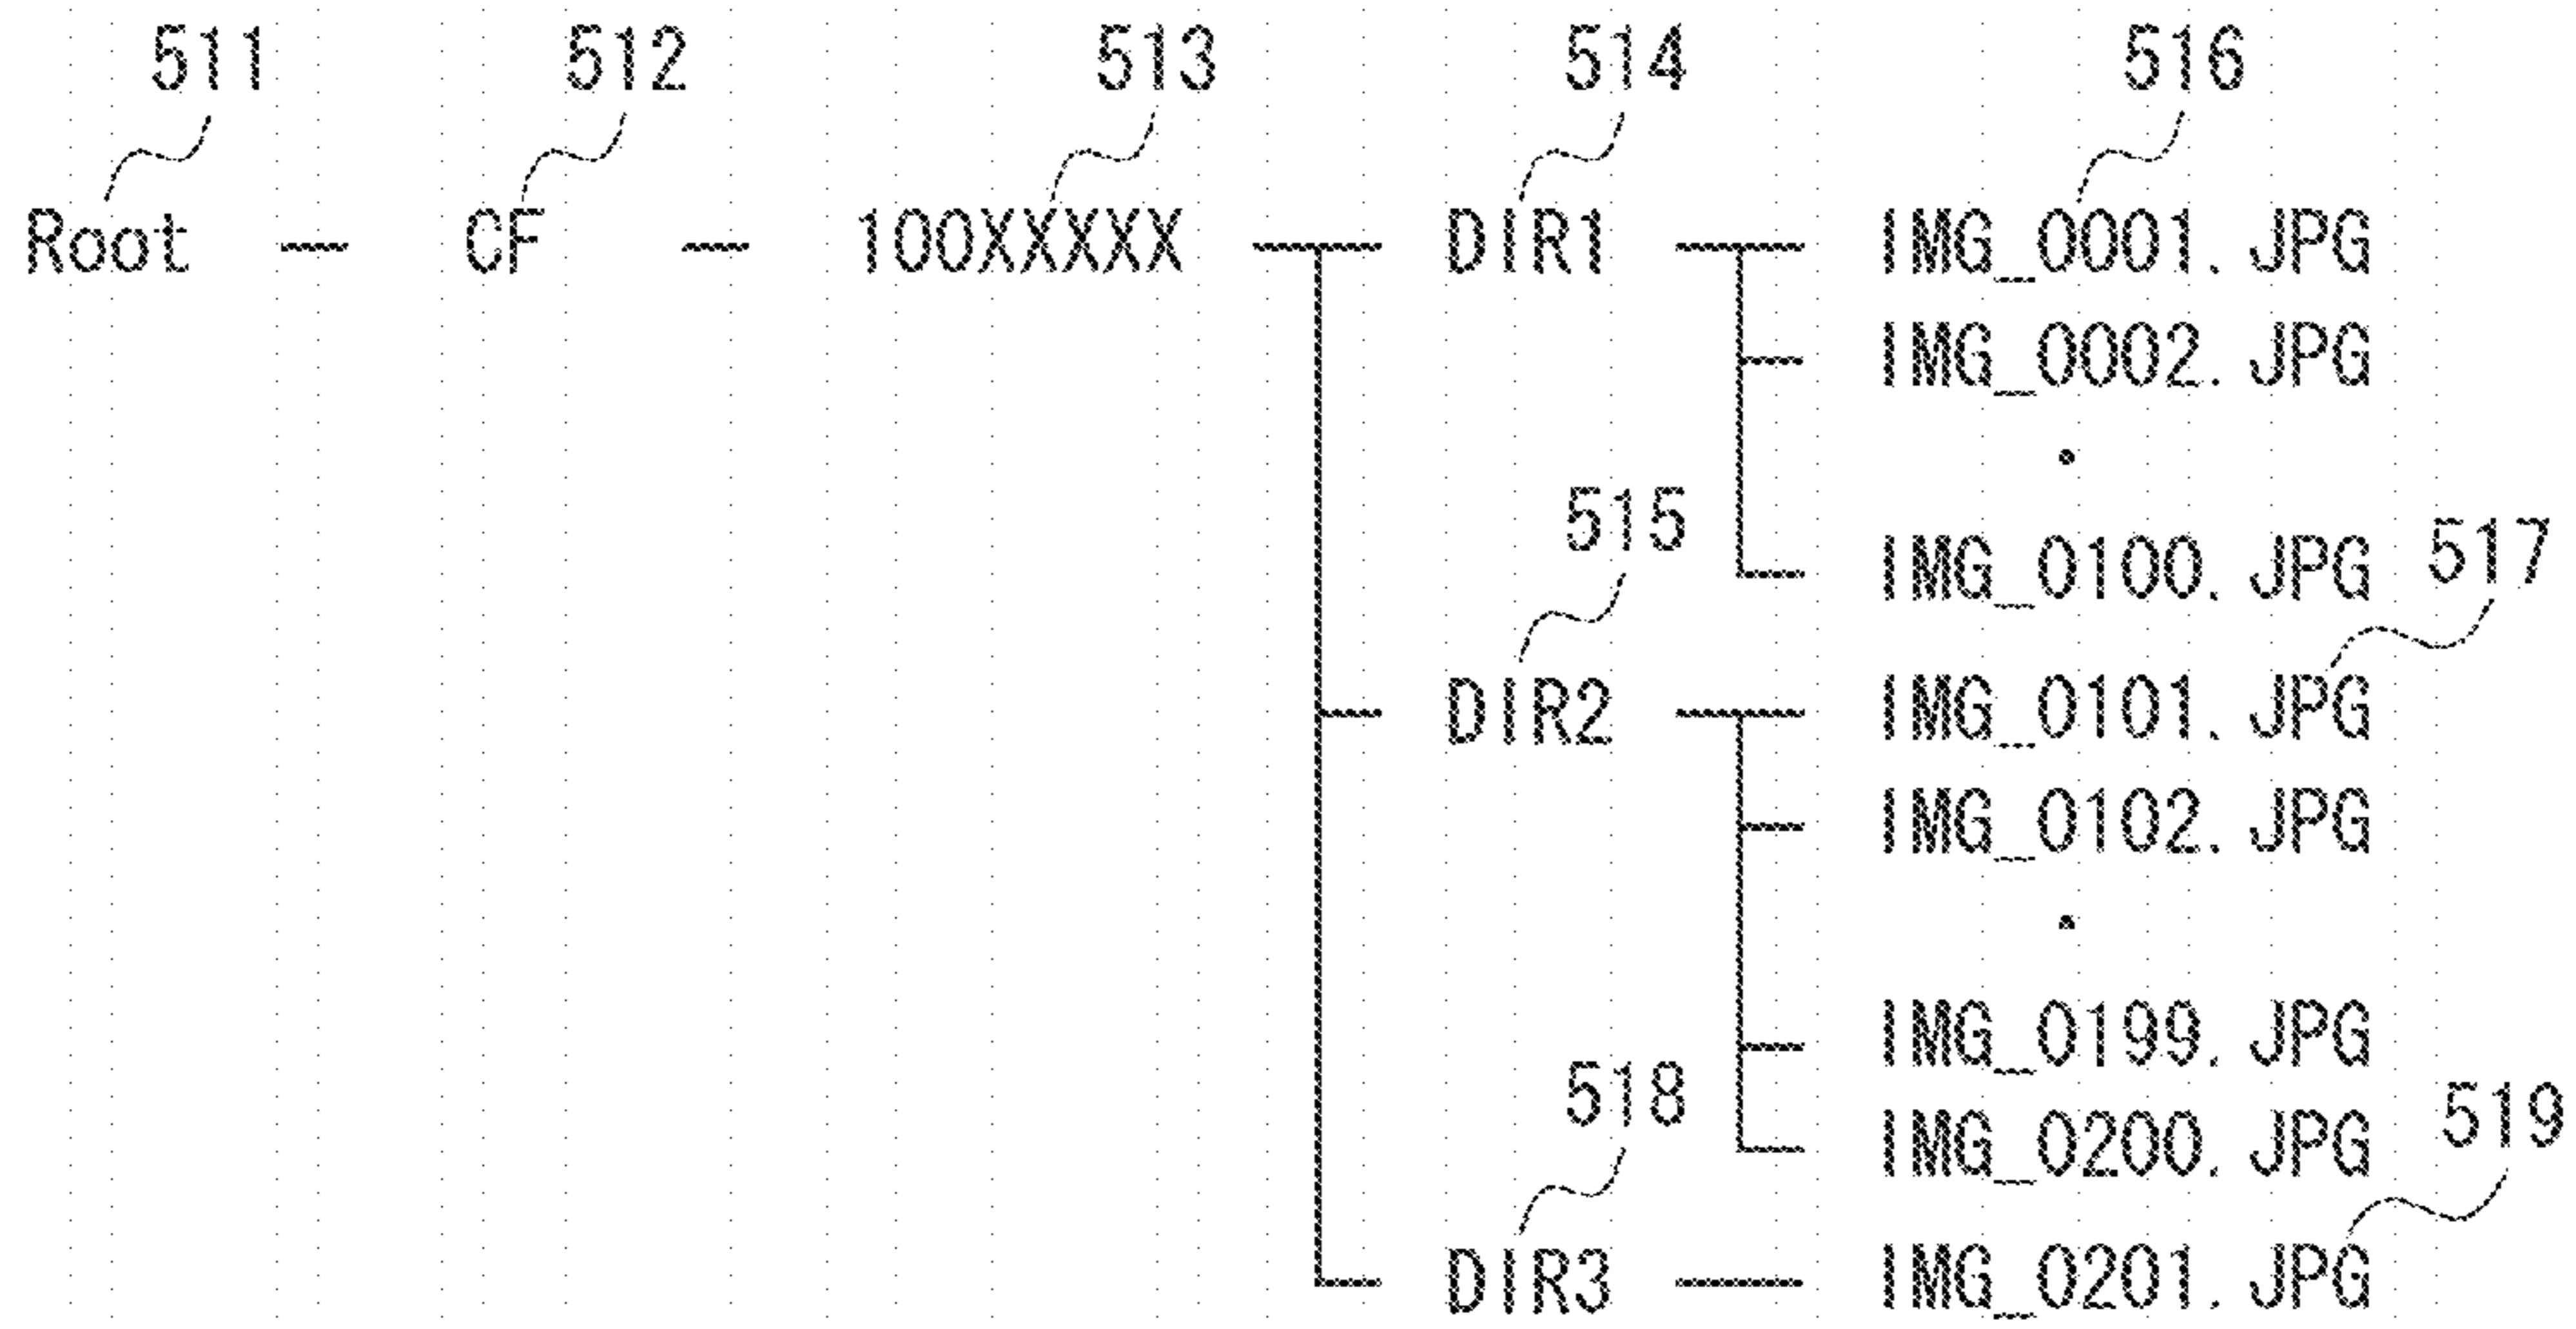 511 512 513 514 516
Root CF 100XXXXX DIR1 IMG_0001. JPG
IMG_0002. JPG
515
IMG_0100. JPG 517
DIR2 IMG_0101. JPG
IMG_0102. JPG
IMG_0199. JPG
518
IMG_0200. JPG 519
DIR3 IMG_0201. JPG